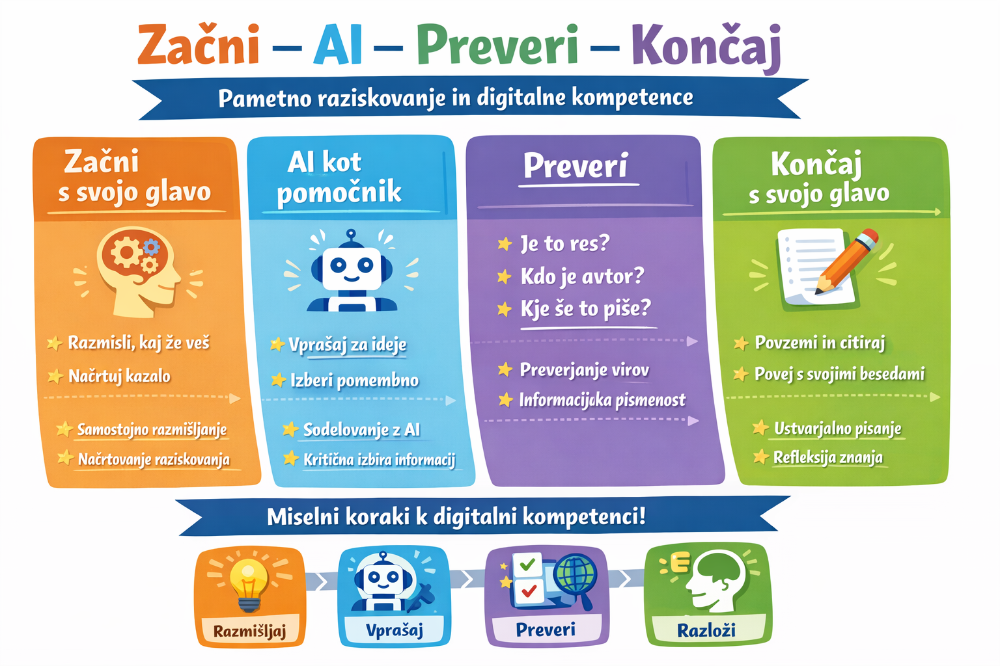 Začni – AI – Preveri – Končaj
Pametno raziskovanje in digitalne kompetence
Začni
s svojo glavo
Razmisli, kaj že veš
Načrtuj kazalo
Samostojno razmišljanje
Načrtovanje raziskovanja
AI kot
pomočnik
Vprašaj za ideje
Izberi pomembno
Sodelovanje z AI
Kritična izbira informacij
Preveri
Je to res?
Kdo je avtor?
Kje še to piše?
Preverjanje virov
Informacijska pismenost
Končaj
s svojo glavo
Povzemi in citiraj
Povej s svojimi besedami
Ustvarjalno pisanje
Refleksija znanja
Miselni koraki k digitalni kompetenci!
Razmišljaj
Vprašaj
Preveri
E
Razloži